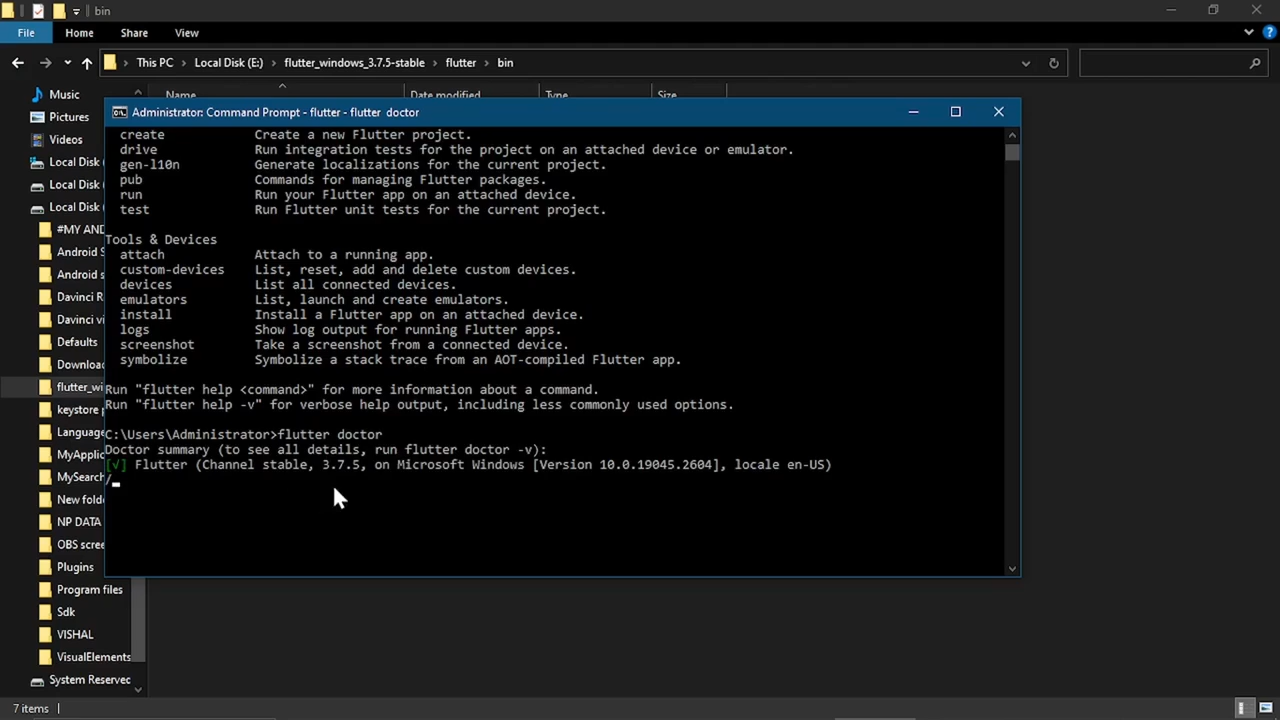 bin
File Home Share View
This PC Local Disk (E:) flutter_windows_3.7.5-stable flutter bin
Name Date modified Type Size
Music
Pictures
Videos
Local Disk
Local Disk
Local Disk
#MY AND
Android S
Android s
Davinci R
Davinci vi
Defaults
Download
flutter_wi
keystore p
Language
MyApplic
MySearch
New folde
NP DATA
OBS scree
Plugins
Program files
Sdk
VISHAL
VisualElements
System Reserved
7 items
Administrator: Command Prompt - flutter - flutter doctor
create Create a new Flutter project.
drive Run integration tests for the project on an attached device or emulator.
gen-l10n Generate localizations for the current project.
pub Commands for managing Flutter packages.
run Run your Flutter app on an attached device.
test Run Flutter unit tests for the current project.
Tools & Devices
attach Attach to a running app.
custom-devices List, reset, add and delete custom devices.
devices List all connected devices.
emulators List, launch and create emulators.
install Install a Flutter app on an attached device.
logs Show log output for running Flutter apps.
screenshot Take a screenshot from a connected device.
symbolize Symbolize a stack trace from an AOT-compiled Flutter app.
Run "flutter help <command>" for more information about a command.
Run "flutter help -v" for verbose help output, including less commonly used options.
C:\Users\Administrator>flutter doctor
Doctor summary (to see all details, run flutter doctor -v):
[√] Flutter (Channel stable, 3.7.5, on Microsoft Windows [Version 10.0.19045.2604], locale en-US)
/